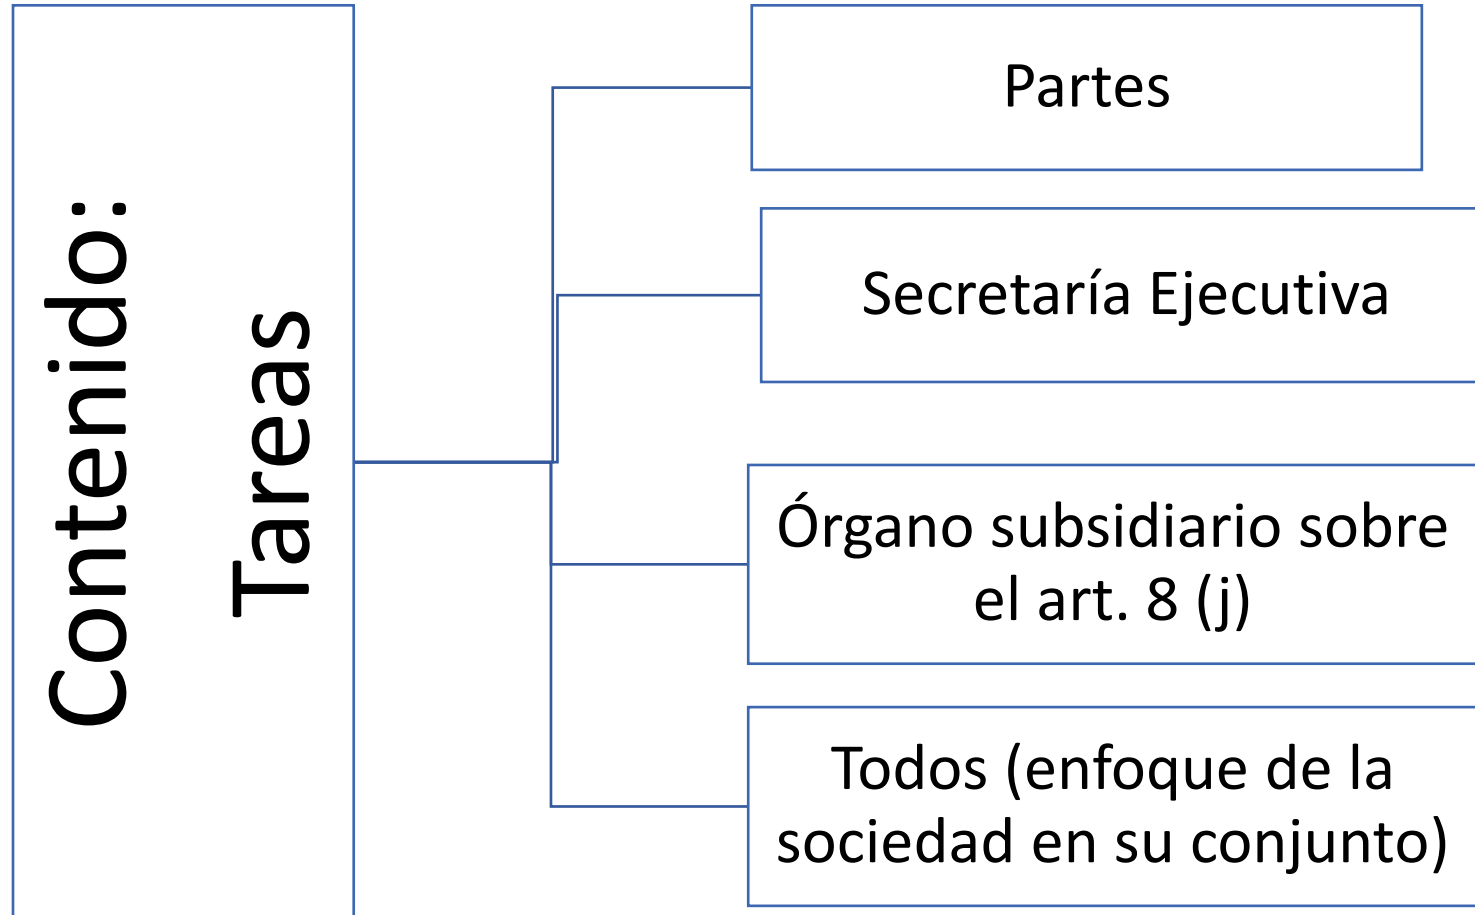 Contenido:
Tareas
Partes
Secretaría Ejecutiva
Órgano subsidiario sobre
el art. 8 (j)
Todos (enfoque de la
sociedad en su conjunto)